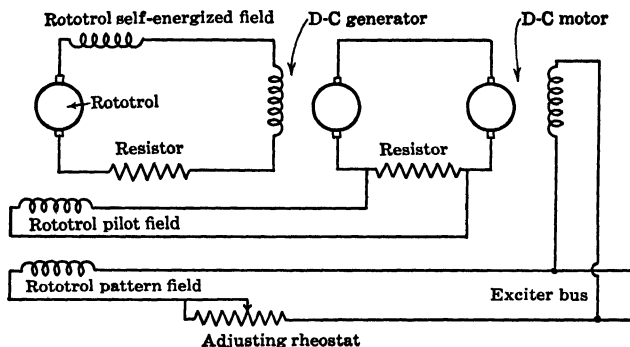 Rototrol self-energized field
D-C generator
D-C motor
Rototrol
Resistor
Resistor
Rototrol pilot field
Rototrol pattern field
Exciter bus
Adjusting rheostat